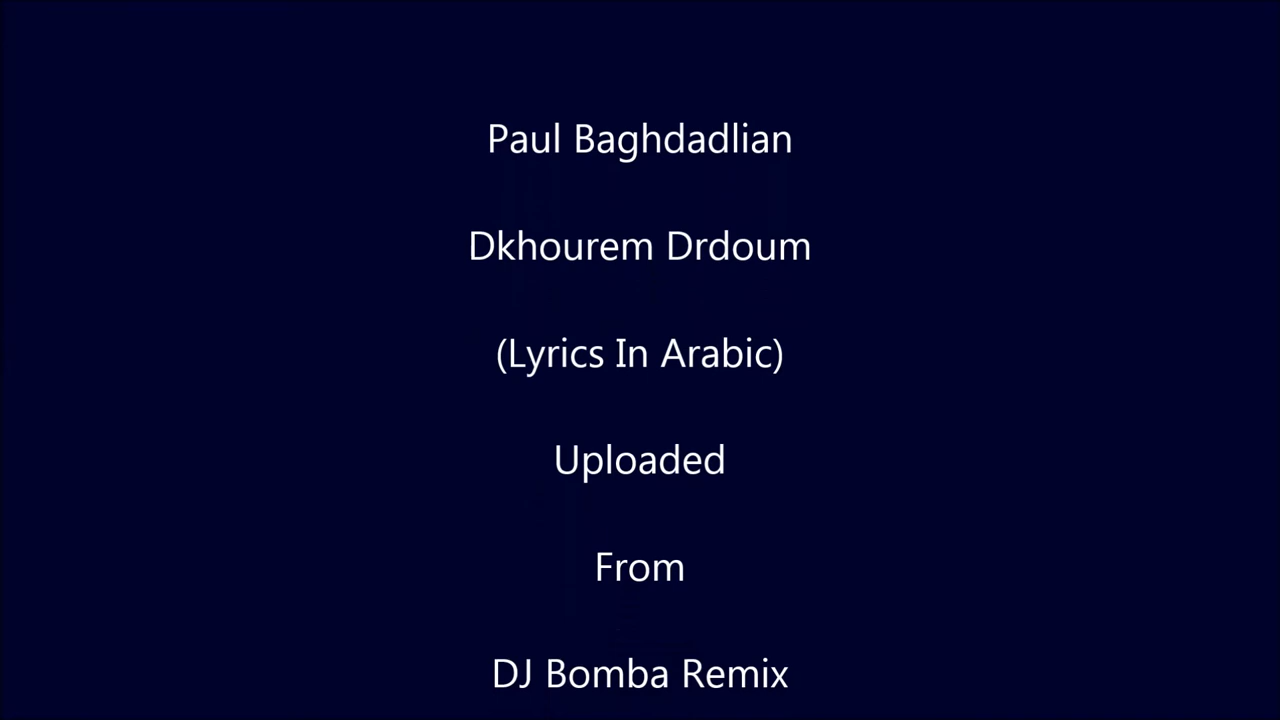 Paul Baghdadlian
Dkhourem Drdoum
(Lyrics In Arabic)
Uploaded
From
DJ Bomba Remix